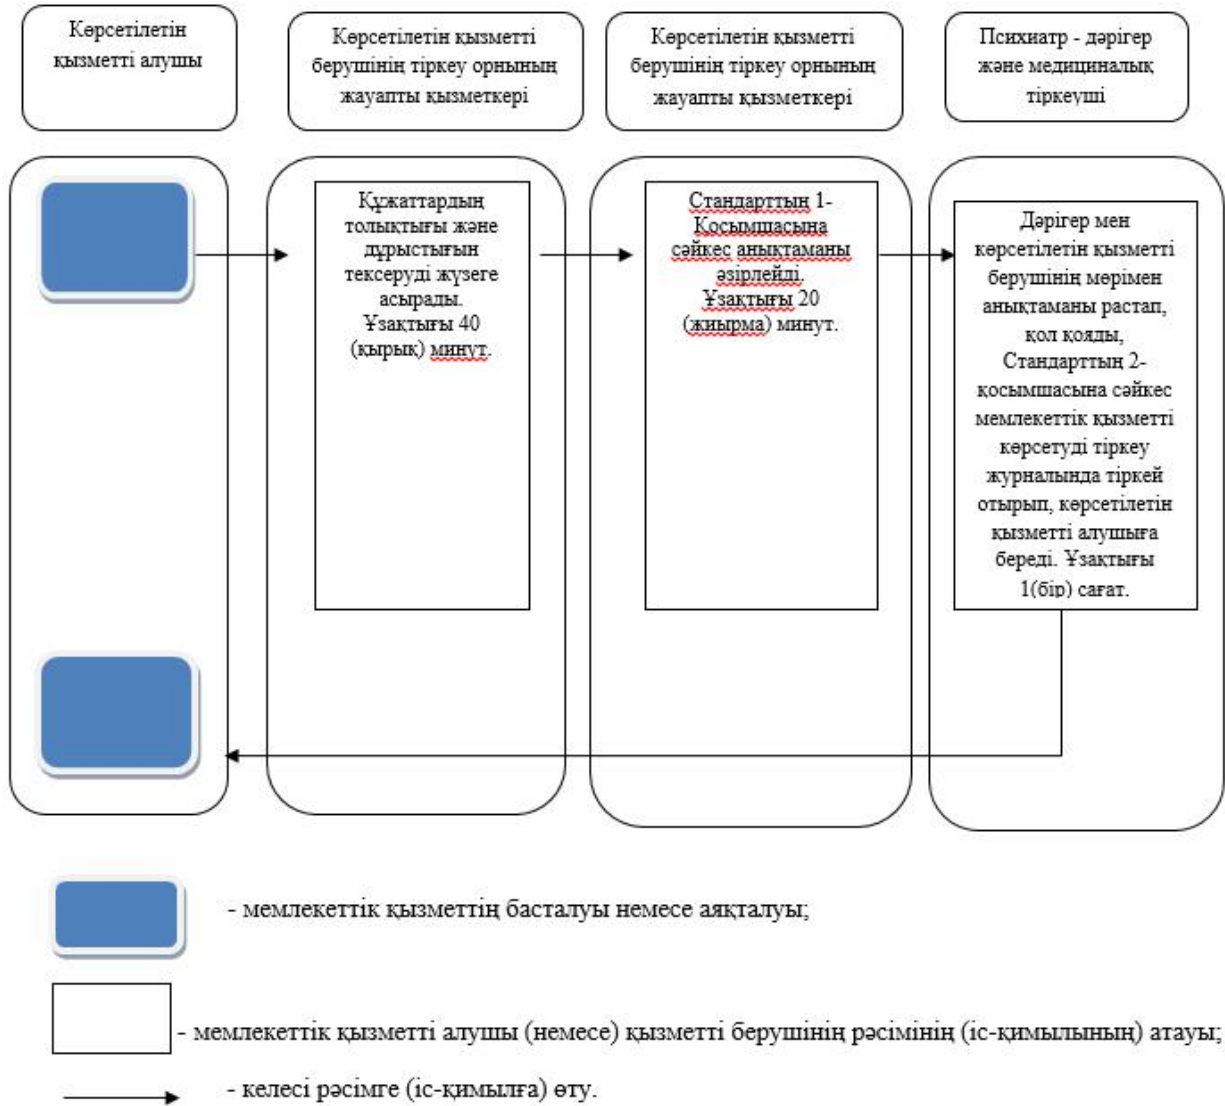 Көрсетілетін
қызметті алушы
Көрсетілетін қызметті
берушінің тіркеу орнының
жауапты қызметкері
Көрсетілетін қызметті
берушінің тіркеу орнының
жауапты қызметкері
Психиатр - дәрігер
және медициналық
тіркеуші
Құжаттардың
толықтығы және
дұрыстығын
тексеруді жүзеге
асырады.
Ұзақтығы 40
(қырық) минут.
Стандарттың 1-
Қосымшасына
сәйкес анықтаманы
әзірлейді.
Ұзақтығы 20
(жиырма) минут.
Дәрігер мен
көрсетілетін қызметті
берушінің мөрімен
анықтаманы растап,
қол қояды,
Стандарттың 2-
қосымшасына сәйкес
мемлекеттік қызметті
көрсетуді тіркеу
журналында тіркей
отырып, көрсетілетін
қызметті алушыға
береді. Ұзақтығы
1(бір) сағат.
- мемлекеттік қызметтің басталуы немесе аяқталуы;
- мемлекеттік қызметті алушы (немесе) қызметті берушінің рәсімінің (іс-қимылының) атауы;
- келесі рәсімге (іс-қимылға) өту.